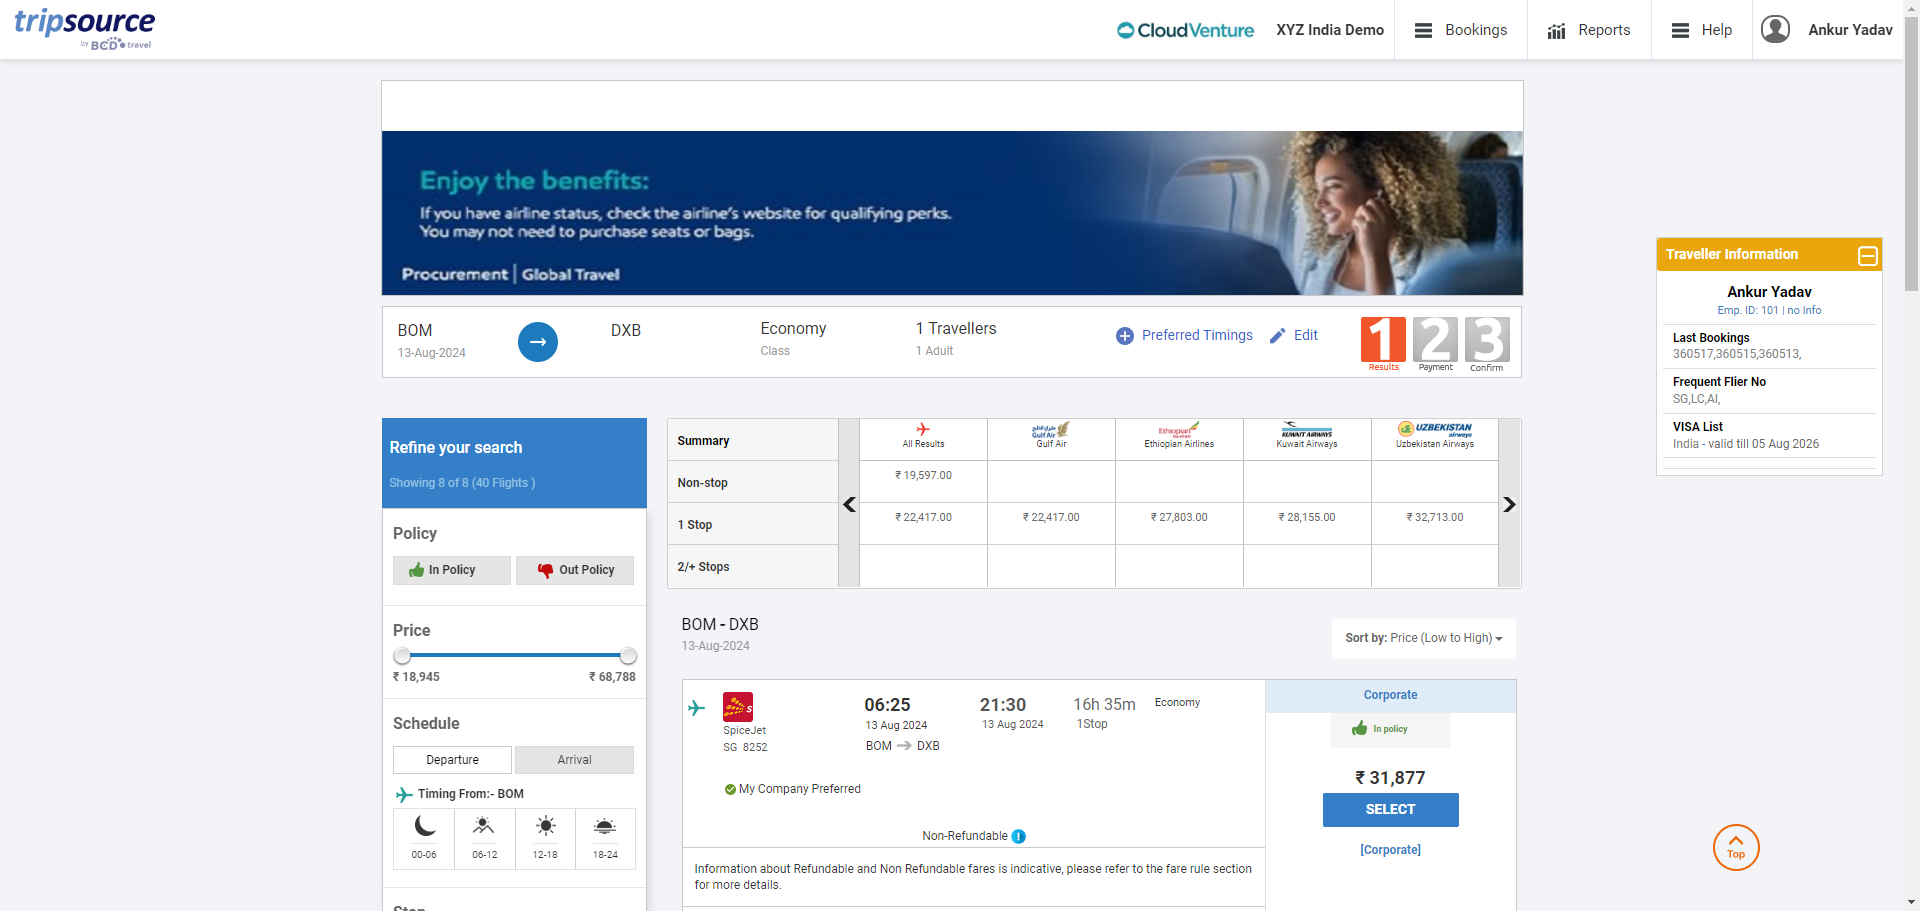 tripsource
by BCD travel
CloudVenture
XYZ India Demo
Bookings
Reports
Help
Ankur Yadav
Enjoy the benefits:
If you have airline status, check the airline's website for qualifying perks.
You may not need to purchase seats or bags.
Procurement | Global Travel
Traveller Information
Ankur Yadav
Emp. ID: 101 | no Info
Last Bookings
360517,360515,360513,
Frequent Flier No
SG,LC,AI,
VISA List
India - valid till 05 Aug 2026
BOM
13-Aug-2024
DXB
Economy
Class
1 Travellers
1 Adult
Preferred Timings
Edit
1 2 3
Results Payment Confirm
Refine your search
Showing 8 of 8 (40 Flights )
Policy
In Policy
Out Policy
Price
₹ 18,945
₹ 68,788
Schedule
Departure
Arrival
Timing From:- BOM
00-06
06-12
12-18
18-24
Stop
Summary
All Results
Gulf Air
Gulf Air
Ethiopian
Ethiopian Airlines
KUWAIT AIRWAYS
Kuwait Airways
UZBEKISTAN
airways
Uzbekistan Airways
Non-stop
₹ 19,597.00
1 Stop
₹ 22,417.00
₹ 22,417.00
₹ 27,803.00
₹ 28,155.00
₹ 32,713.00
2/+ Stops
BOM - DXB
13-Aug-2024
Sort by: Price (Low to High)
SpiceJet
SG 8252
06:25
13 Aug 2024
BOM DXB
21:30
13 Aug 2024
16h 35m
1Stop
Economy
My Company Preferred
Non-Refundable
Information about Refundable and Non Refundable fares is indicative, please refer to the fare rule section
for more details.
Corporate
In policy
₹ 31,877
SELECT
[Corporate]
Top